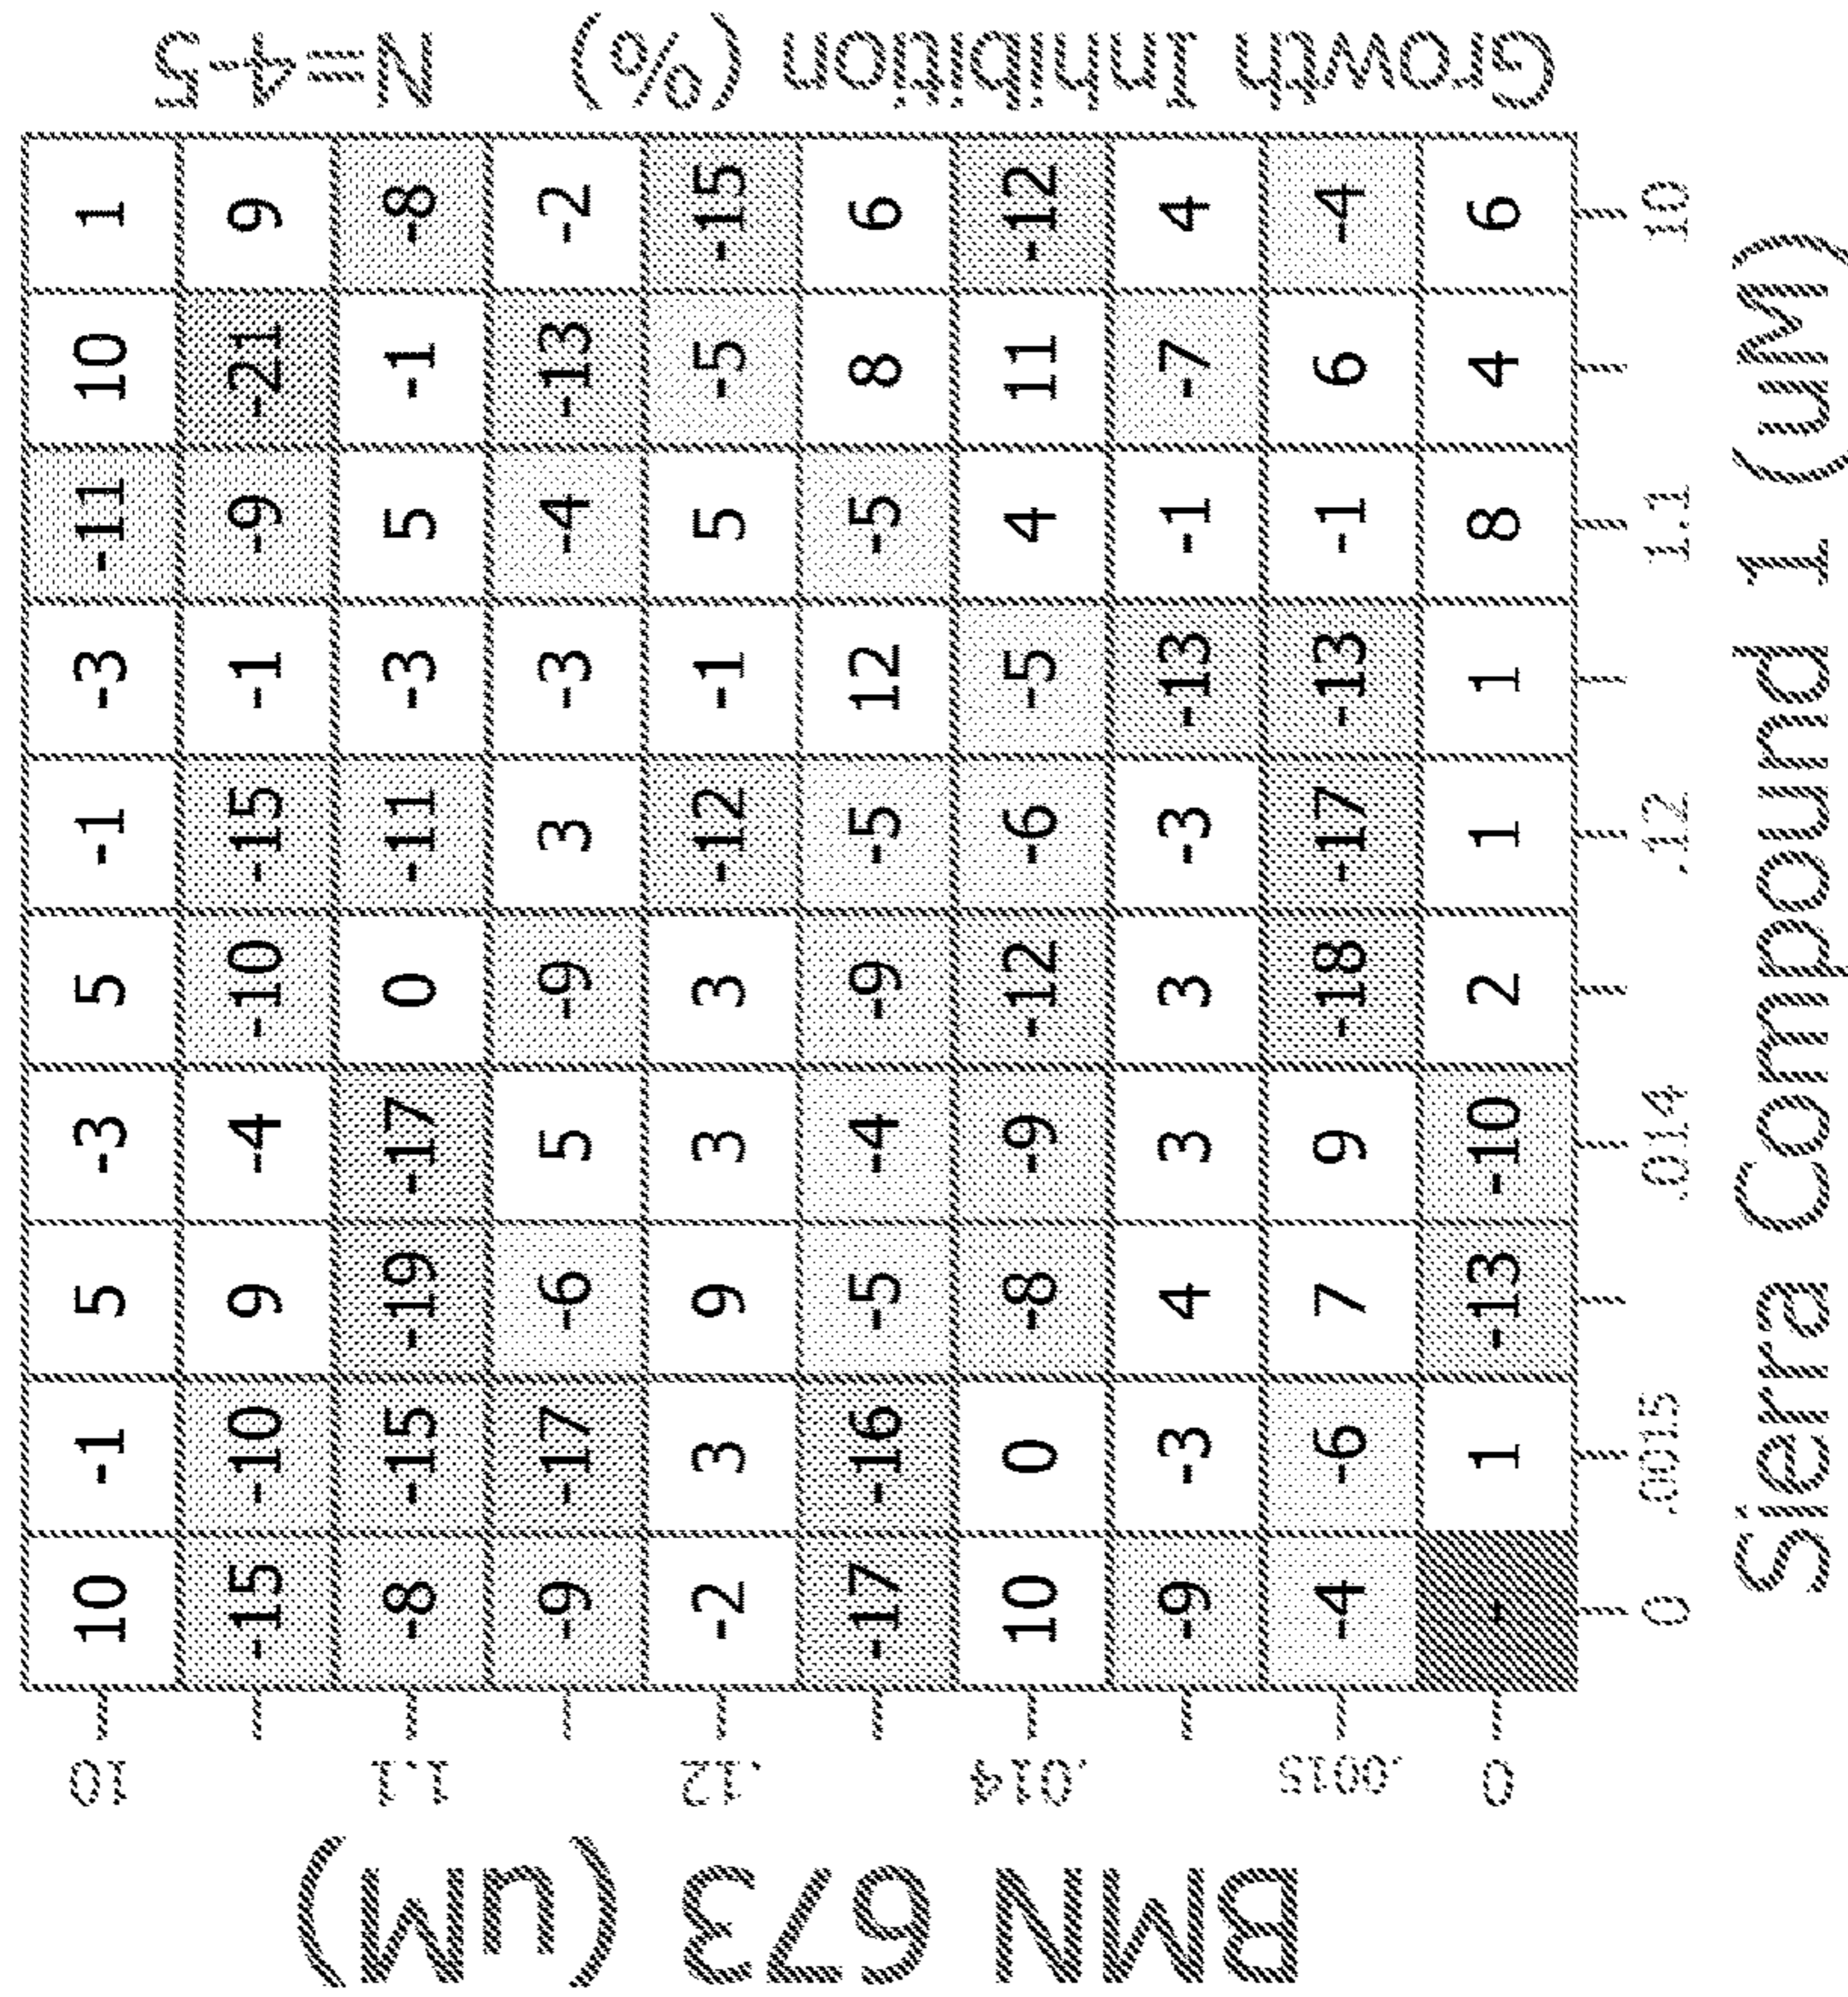 BMN 673 (uM)
10 10 -1 5 -3 5 -1 -3 -11 10 1
-15 -10 9 -4 -10 -15 -1 -9 -21 9
1.1 -8 -15 -19 -17 0 -11 -3 5 -1 -8
-9 -17 -6 5 -9 3 -3 -4 -13 -2
.12 -2 3 9 3 3 -12 -1 5 -5 -15
-17 -16 -5 -4 -9 -5 12 -5 8 6
.014 10 0 -8 -9 -12 -6 -5 4 11 -12
-9 -3 4 3 3 -3 -13 -1 -7 4
.0015 -4 -6 7 9 -18 -17 -13 -1 6 -4
0 - 1 -13 -10 2 1 1 8 4 6
0 .0015 .014 .12 1.1 10
Sierra Compound 1 (uM)
Growth Inhibition (%) N=4-5